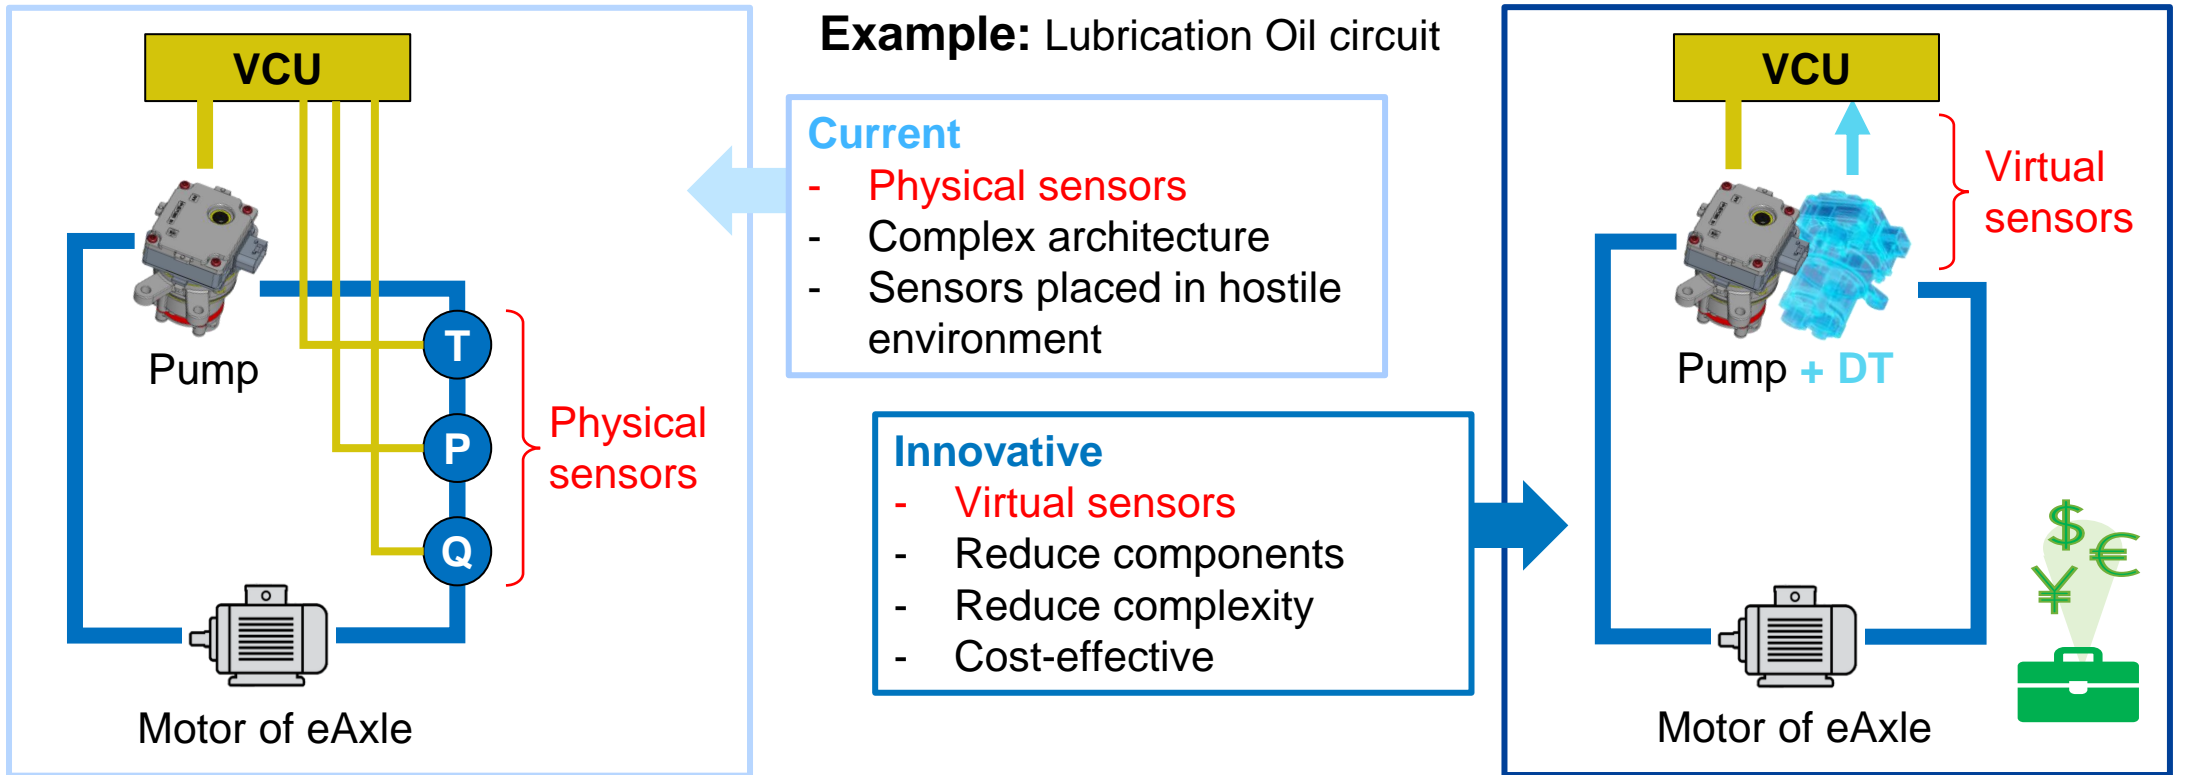 Example: Lubrication Oil circuit
VCU
Pump
T
P
Q
Physical
sensors
Motor of eAxle
Current
- Physical sensors
- Complex architecture
- Sensors placed in hostile
environment
Innovative
- Virtual sensors
- Reduce components
- Reduce complexity
- Cost-effective
VCU
Virtual
sensors
Pump + DT
$
€
¥
Motor of eAxle